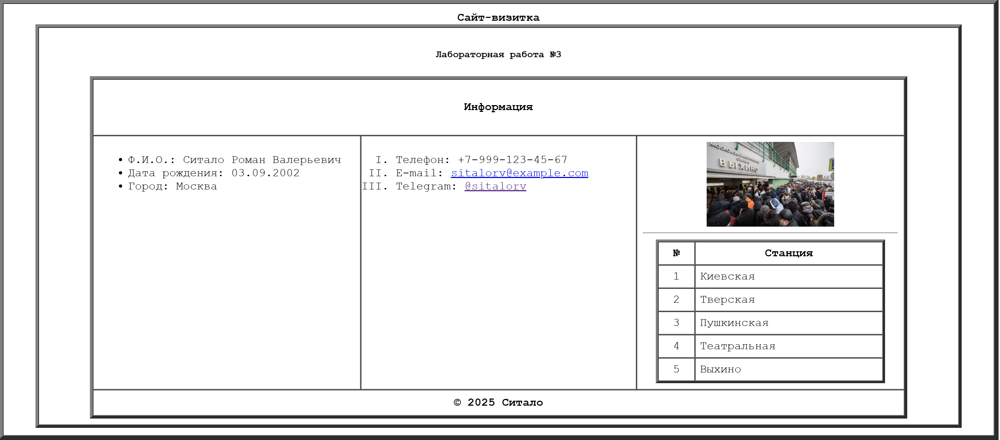 Сайт-визитка
Лабораторная работа №3
Информация
• Ф.И.О.: Ситало Роман Валерьевич
• Дата рождения: 03.09.2002
• Город: Москва
I. Телефон: +7-999-123-45-67
II. E-mail: sitalorv@example.com
III. Telegram: @sitalorv
МОСКОВСКИЙ МЕТРОПОЛИТЕН
СТАНЦИЯ
ВЫХИНО
№ Станция
1 Киевская
2 Тверская
3 Пушкинская
4 Театральная
5 Выхино
© 2025 Ситало